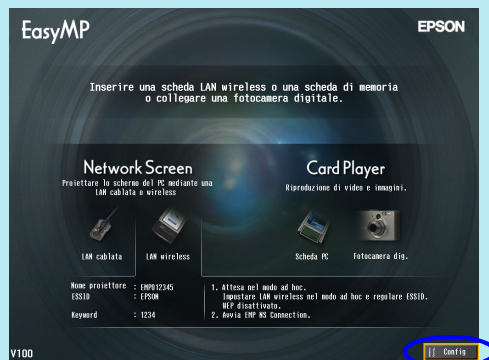 EasyMP
EPSON
Inserire una scheda LAN wireless o una scheda di memoria
o collegare una fotocamera digitale.
Network Screen
Proiettare lo schermo del PC mediante una
LAN cablata o wireless
LAN cablata
LAN wireless
Card Player
Riproduzione di video e immagini.
Scheda PC
Fotocamera dig.
Nome proiettore : EMP012345
ESSID : EPSON
Keyword : 1234
1. Attesa nel modo ad hoc.
Impostare LAN wireless nel modo ad hoc e regolare ESSID.
WEP disattivato.
2. Avvia EMP NS Connection.
V100
Config